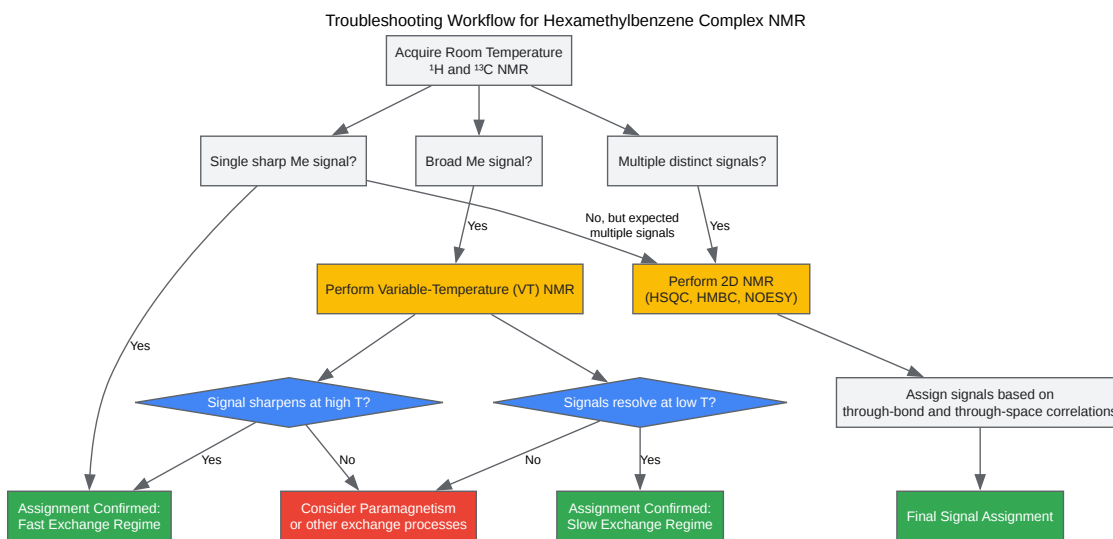 Troubleshooting Workflow for Hexamethylbenzene Complex NMR
Acquire Room Temperature
¹H and ¹³C NMR
Single sharp Me signal?
Broad Me signal?
Multiple distinct signals?
No, but expected
multiple signals
Yes
Yes
Perform Variable-Temperature (VT) NMR
Perform 2D NMR
(HSQC, HMBC, NOESY)
Yes
Signal sharpens at high T?
Signals resolve at low T?
Assign signals based on
through-bond and through-space correlations
Yes
No
No
Yes
Assignment Confirmed:
Fast Exchange Regime
Consider Paramagnetism
or other exchange processes
Assignment Confirmed:
Slow Exchange Regime
Final Signal Assignment